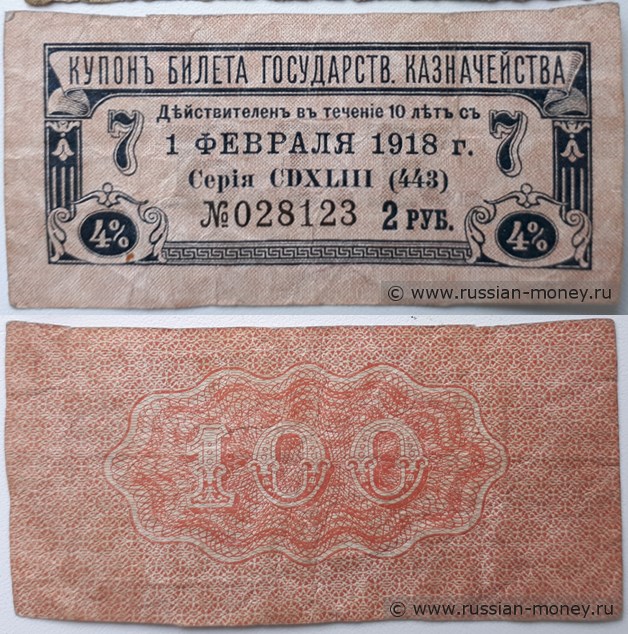 КУПОНЪ БИЛЕТА ГОСУДАРСТВ. КАЗНАЧЕЙСТВА
Дѣйствителенъ въ теченіе 10 лѣтъ съ
7 1 ФЕВРАЛЯ 1918 г. 7
Серія CDXLIII (443)
№028123 2 РУБ.
4% 4%
© www.russian-money.ru
100
© www.russian-money.ru